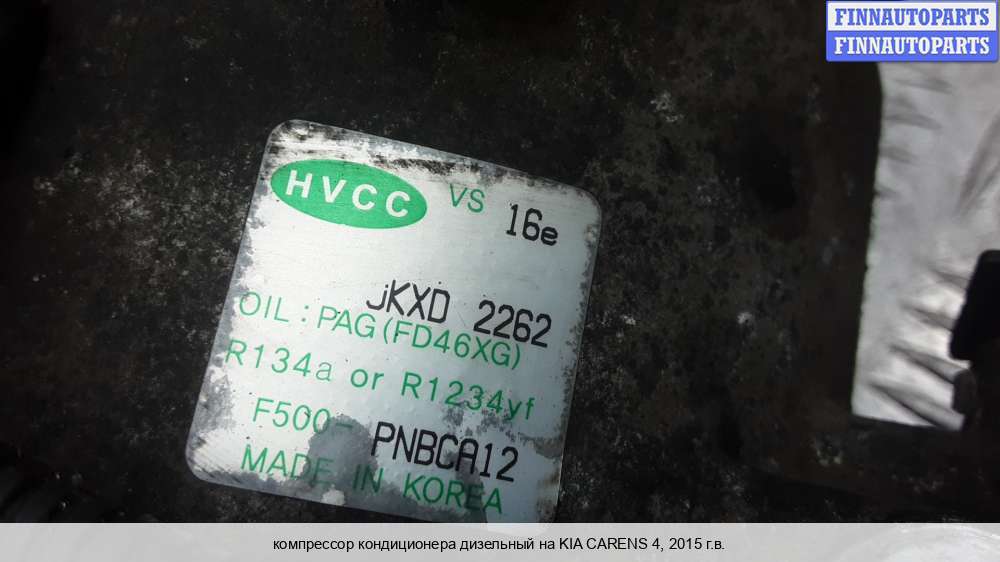 FINNAUTOPARTS
FINNAUTOPARTS
HVCC VS 16e
jKXD 2262
OIL : PAG (FD46XG)
R134a or R1234yf
F500- PNBCA12
MADE IN KOREA
компрессор кондиционера дизельный на KIA CARENS 4, 2015 г.в.